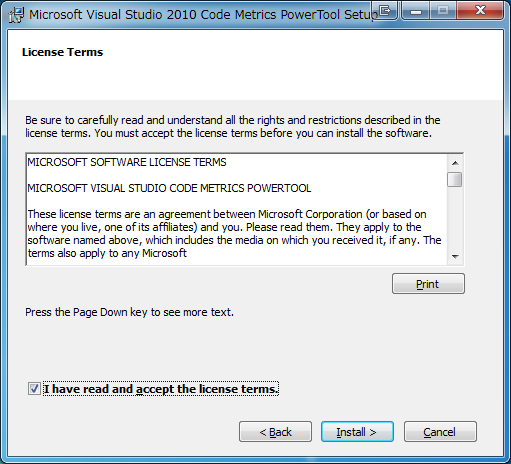 Microsoft Visual Studio 2010 Code Metrics PowerTool Setup
License Terms
Be sure to carefully read and understand all the rights and restrictions described in the
license terms. You must accept the license terms before you can install the software.
MICROSOFT SOFTWARE LICENSE TERMS
MICROSOFT VISUAL STUDIO CODE METRICS POWERTOOL
These license terms are an agreement between Microsoft Corporation (or based on
where you live, one of its affiliates) and you. Please read them. They apply to the
software named above, which includes the media on which you received it, if any. The
terms also apply to any Microsoft
Print
Press the Page Down key to see more text.
I have read and accept the license terms.
< Back
Install >
Cancel